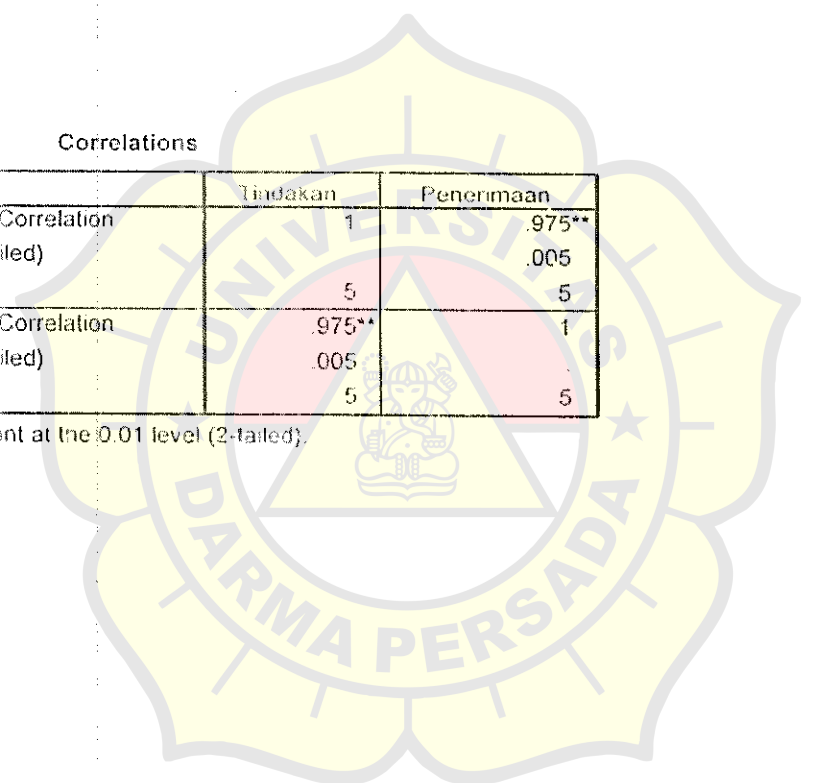 Correlations
Tindakan Penerimaan
Correlation 1 .975**
iled) .005
5 5
Correlation .975** 1
iled) .005 .
5 5
nt at the 0.01 level (2-tailed).
UNIVERSITAS
DARMA PERSADA